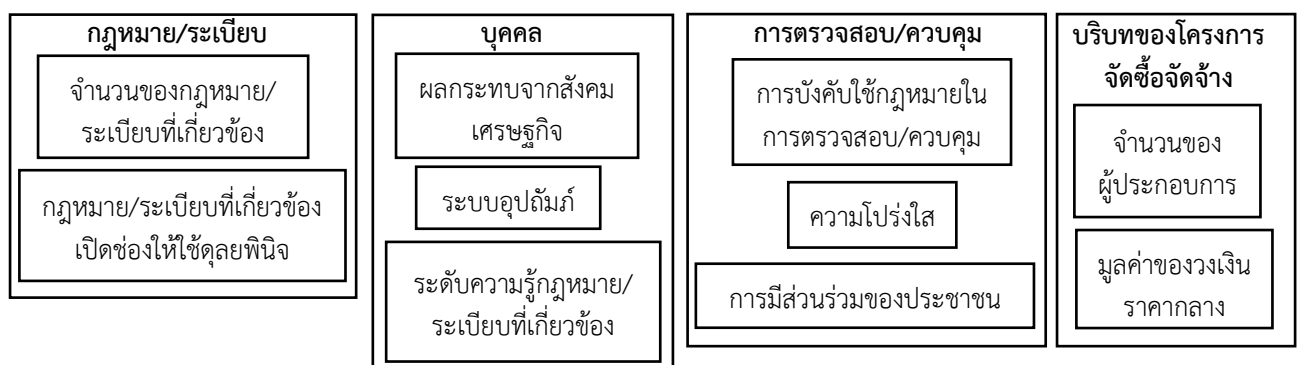 กฎหมาย/ระเบียบ
จำนวนของกฎหมาย/
ระเบียบที่เกี่ยวข้อง
กฎหมาย/ระเบียบที่เกี่ยวข้อง
เปิดช่องให้ใช้ดุลยพินิจ
บุคคล
ผลกระทบจากสังคม
เศรษฐกิจ
ระบบอุปถัมภ์
ระดับความรู้กฎหมาย/
ระเบียบที่เกี่ยวข้อง
การตรวจสอบ/ควบคุม
การบังคับใช้กฎหมายใน
การตรวจสอบ/ควบคุม
ความโปร่งใส
การมีส่วนร่วมของประชาชน
บริบทของโครงการ
จัดซื้อจัดจ้าง
จำนวนของ
ผู้ประกอบการ
มูลค่าของวงเงิน
ราคากลาง